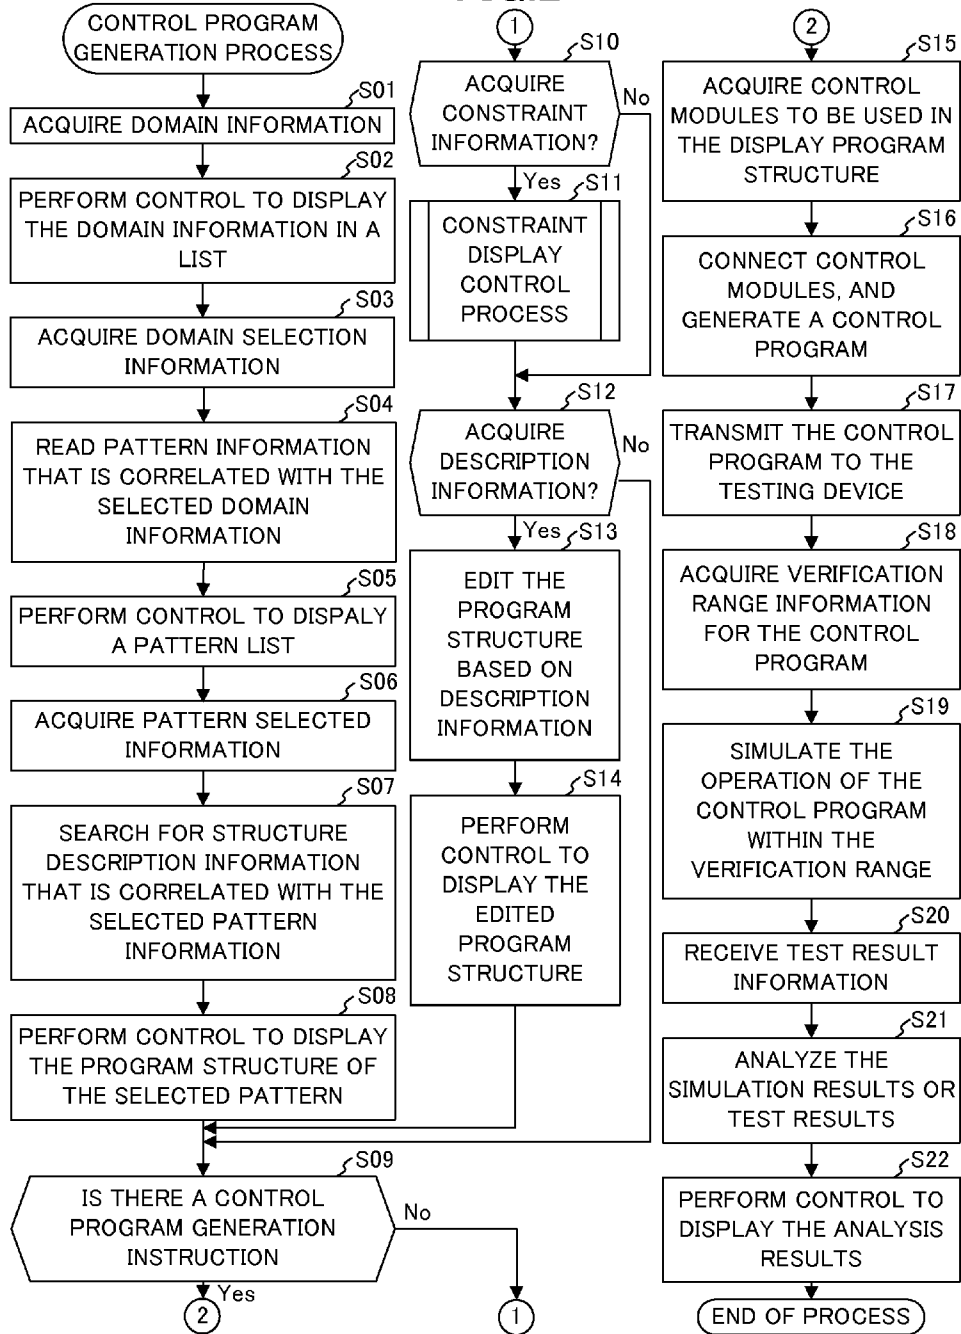 CONTROL PROGRAM
GENERATION PROCESS
S01
ACQUIRE DOMAIN INFORMATION
S02
PERFORM CONTROL TO DISPLAY
THE DOMAIN INFORMATION IN A
LIST
S03
ACQUIRE DOMAIN SELECTION
INFORMATION
S04
READ PATTERN INFORMATION
THAT IS CORRELATED WITH THE
SELECTED DOMAIN
INFORMATION
S05
PERFORM CONTROL TO DISPALY
A PATTERN LIST
S06
ACQUIRE PATTERN SELECTED
INFORMATION
S07
SEARCH FOR STRUCTURE
DESCRIPTION INFORMATION
THAT IS CORRELATED WITH THE
SELECTED PATTERN
INFORMATION
S08
PERFORM CONTROL TO DISPLAY
THE PROGRAM STRUCTURE OF
THE SELECTED PATTERN
S09
IS THERE A CONTROL
PROGRAM GENERATION
INSTRUCTION
No
Yes
2
1
1
S10
ACQUIRE
CONSTRAINT
INFORMATION?
No
Yes
S11
CONSTRAINT
DISPLAY
CONTROL
PROCESS
S12
ACQUIRE
DESCRIPTION
INFORMATION?
No
Yes
S13
EDIT THE
PROGRAM
STRUCTURE
BASED ON
DESCRIPTION
INFORMATION
S14
PERFORM
CONTROL TO
DISPLAY THE
EDITED
PROGRAM
STRUCTURE
2
S15
ACQUIRE CONTROL
MODULES TO BE USED IN
THE DISPLAY PROGRAM
STRUCTURE
S16
CONNECT CONTROL
MODULES, AND
GENERATE A CONTROL
PROGRAM
S17
TRANSMIT THE CONTROL
PROGRAM TO THE
TESTING DEVICE
S18
ACQUIRE VERIFICATION
RANGE INFORMATION
FOR THE CONTROL
PROGRAM
S19
SIMULATE THE
OPERATION OF THE
CONTROL PROGRAM
WITHIN THE
VERIFICATION RANGE
S20
RECEIVE TEST RESULT
INFORMATION
S21
ANALYZE THE
SIMULATION RESULTS OR
TEST RESULTS
S22
PERFORM CONTROL TO
DISPLAY THE ANALYSIS
RESULTS
END OF PROCESS